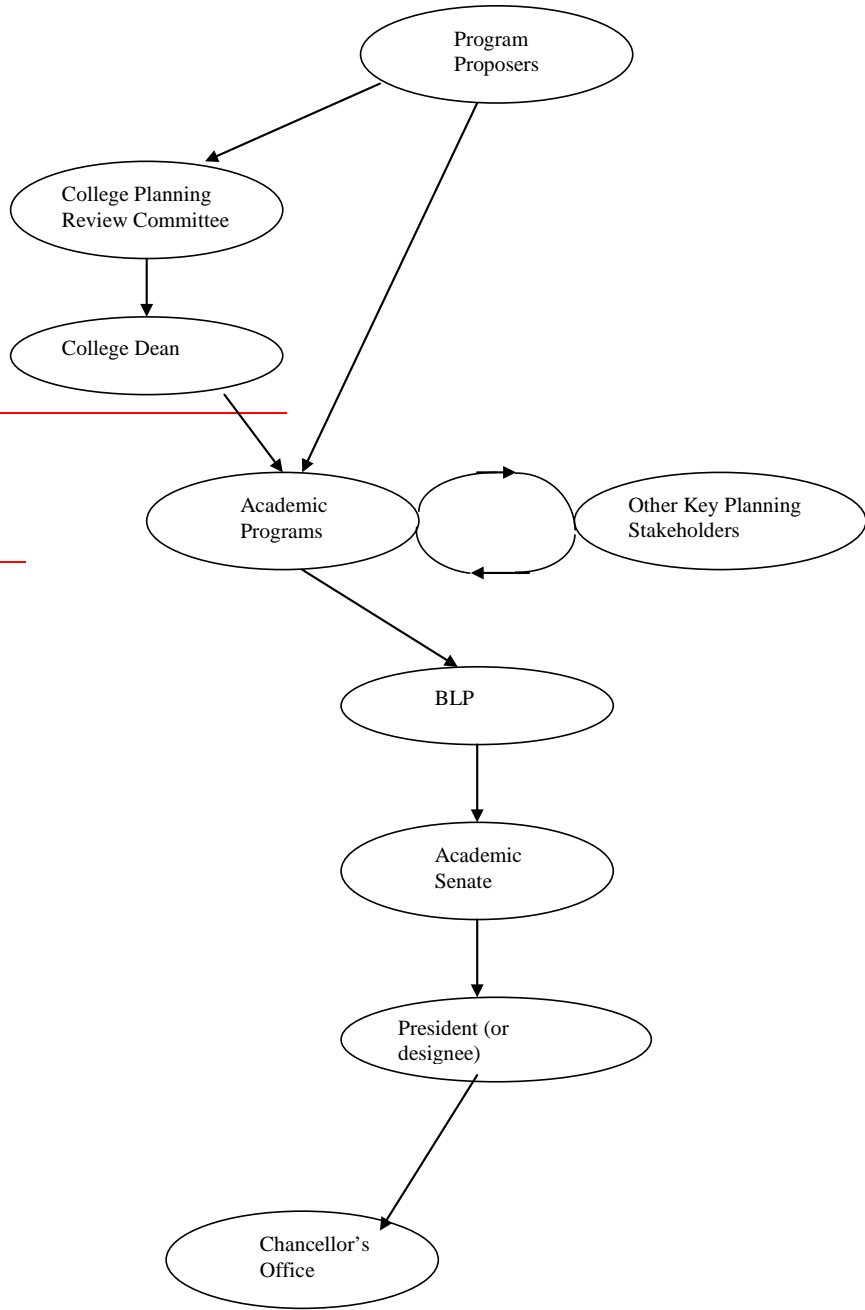 Program
Proposers
College Planning
Review Committee
College Dean
Academic
Programs
Other Key Planning
Stakeholders
BLP
Academic
Senate
President (or
designee)
Chancellor’s
Office